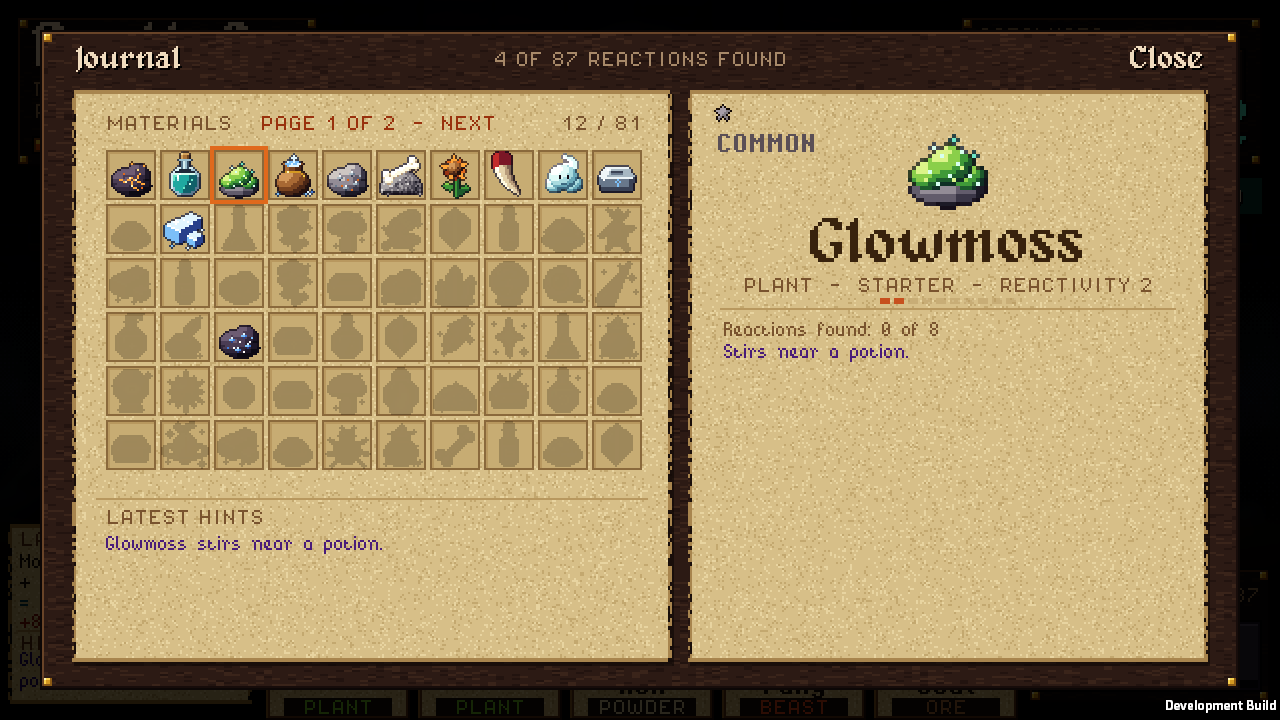 Journal
4 OF 87 REACTIONS FOUND
Close
MATERIALS PAGE 1 OF 2 - NEXT 12 / 81
COMMON
Glowmoss
PLANT - STARTER - REACTIVITY 2
Reactions found: 0 of 8
Stirs near a potion.
LATEST HINTS
Glowmoss stirs near a potion.
PLANT
PLANT
POWDER
BEAST
ORE
Development Build